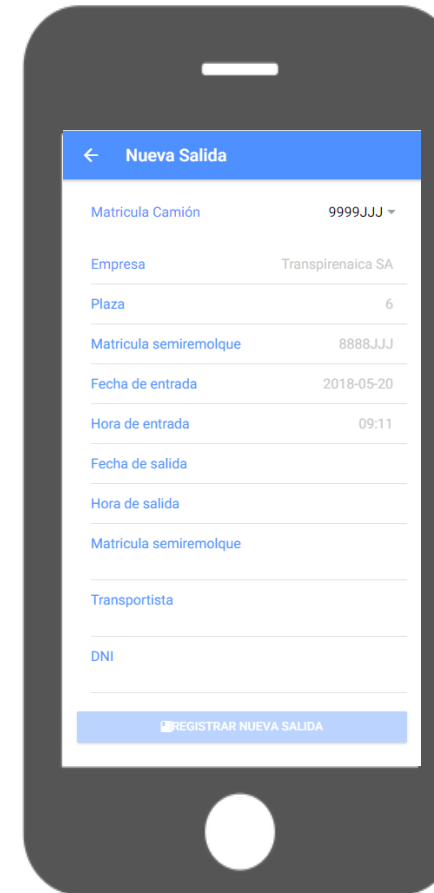 Nueva Salida
Matricula Camión 9999JJJ
Empresa Transpirenaica SA
Plaza 6
Matricula semiremolque 8888JJJ
Fecha de entrada 2018-05-20
Hora de entrada 09:11
Fecha de salida
Hora de salida
Matricula semiremolque
Transportista
DNI
REGISTRAR NUEVA SALIDA